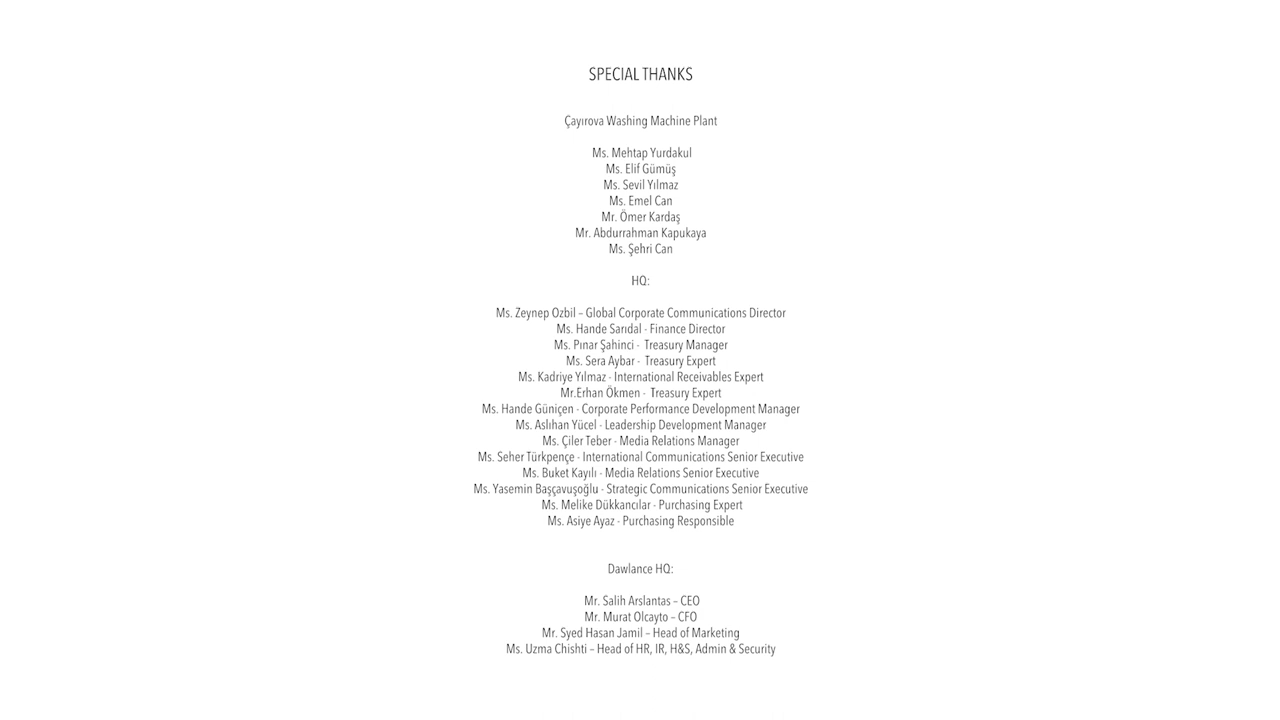 SPECIAL THANKS
Çayırova Washing Machine Plant
Ms. Mehtap Yurdakul
Ms. Elif Gümüş
Ms. Sevil Yılmaz
Ms. Emel Can
Mr. Ömer Kardaş
Mr. Abdurrahman Kapukaya
Ms. Şehri Can
HQ:
Ms. Zeynep Ozbil – Global Corporate Communications Director
Ms. Hande Sarıdal - Finance Director
Ms. Pınar Şahinci - Treasury Manager
Ms. Sera Aybar - Treasury Expert
Ms. Kadriye Yılmaz - International Receivables Expert
Mr.Erhan Ökmen - Treasury Expert
Ms. Hande Güniçen - Corporate Performance Development Manager
Ms. Aslıhan Yücel - Leadership Development Manager
Ms. Çiler Teber - Media Relations Manager
Ms. Seher Türkpençe - International Communications Senior Executive
Ms. Buket Kayılı - Media Relations Senior Executive
Ms. Yasemin Başçavuşoğlu - Strategic Communications Senior Executive
Ms. Melike Dükkancılar - Purchasing Expert
Ms. Asiye Ayaz - Purchasing Responsible
Dawlance HQ:
Mr. Salih Arslantas – CEO
Mr. Murat Olcayto – CFO
Mr. Syed Hasan Jamil – Head of Marketing
Ms. Uzma Chishti – Head of HR, IR, H&S, Admin & Security